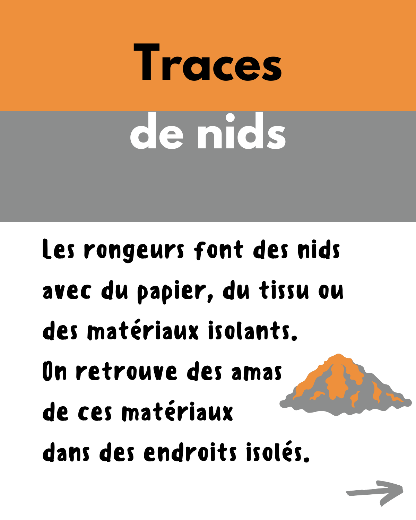 Traces
de nids
Les rongeurs font des nids
avec du papier, du tissu ou
des matériaux isolants.
On retrouve des amas
de ces matériaux
dans des endroits isolés.